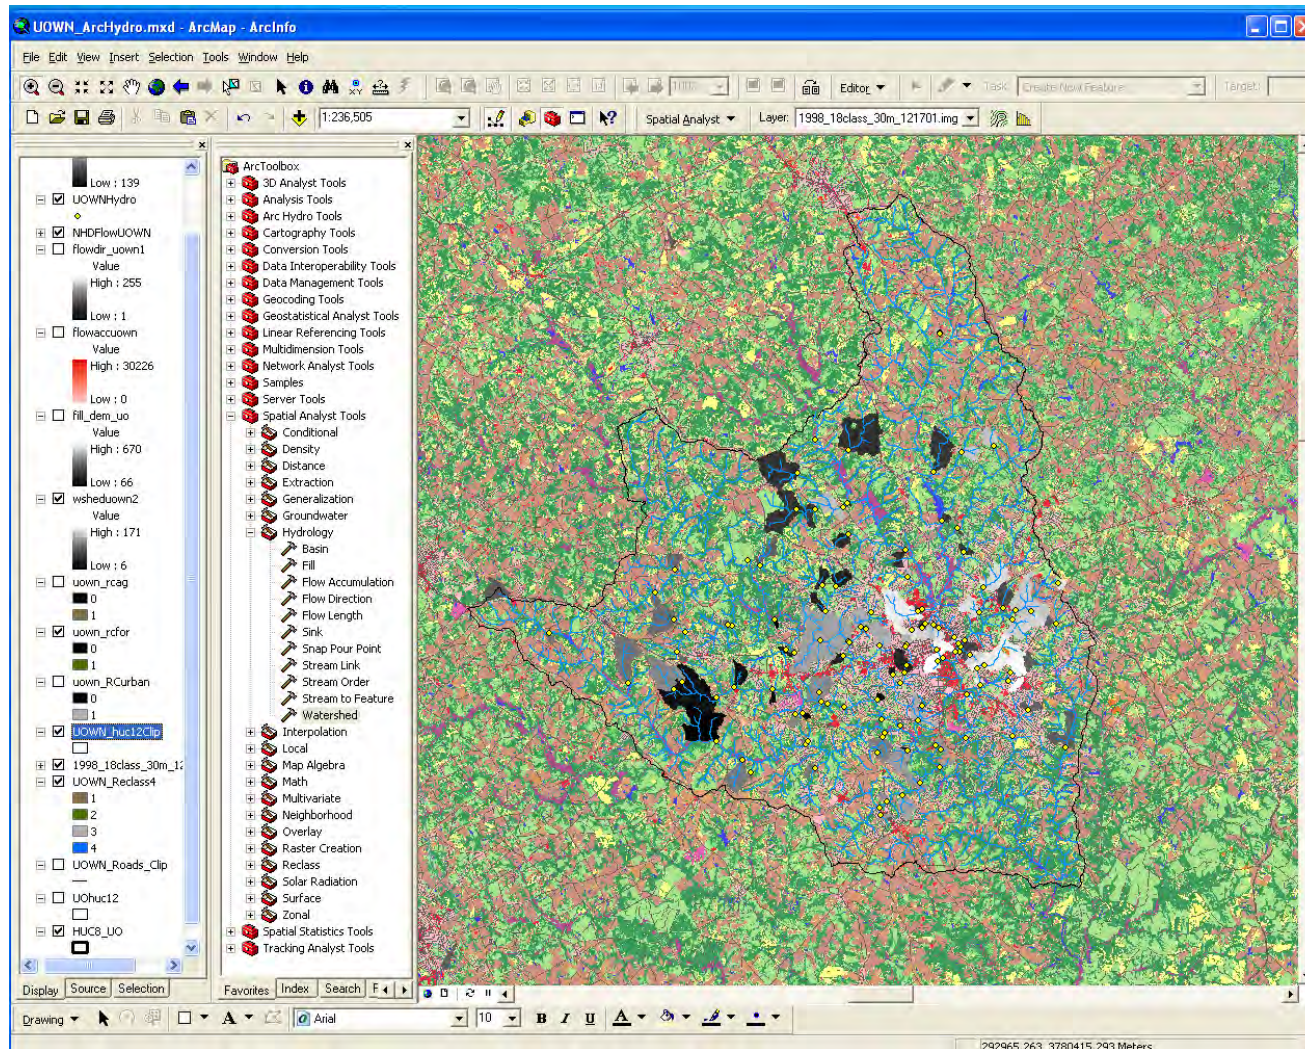 UOWN_ArcHydro.mxd - ArcMap - ArcInfo
File Edit View Insert Selection Tools Window Help
100%
Editor
Task: Create New Feature
Target:
1:236,505
Spatial Analyst
Layer: 1998_18class_30m_121701.img
Low : 139
UOWNHydro
NHDFlowUOWN
flowdir_uown1
Value
High : 255
Low : 1
flowaccuown
Value
High : 30226
Low : 0
fill_dem_uo
Value
High : 670
Low : 66
wsheduown2
Value
High : 171
Low : 6
uown_rcag
0
1
uown_rcfor
0
1
uown_RCurban
0
1
UOWN_huc12Clip
1998_18class_30m_12
UOWN_Reclass4
1
2
3
4
UOWN_Roads_Clip
UOhuc12
HUC8_UO
Display Source Selection
ArcToolbox
3D Analyst Tools
Analysis Tools
Arc Hydro Tools
Cartography Tools
Conversion Tools
Data Interoperability Tools
Data Management Tools
Geocoding Tools
Geostatistical Analyst Tools
Linear Referencing Tools
Multidimension Tools
Network Analyst Tools
Samples
Server Tools
Spatial Analyst Tools
Conditional
Density
Distance
Extraction
Generalization
Groundwater
Hydrology
Basin
Fill
Flow Accumulation
Flow Direction
Flow Length
Sink
Snap Pour Point
Stream Link
Stream Order
Stream to Feature
Watershed
Interpolation
Local
Map Algebra
Math
Multivariate
Neighborhood
Overlay
Raster Creation
Reclass
Solar Radiation
Surface
Zonal
Spatial Statistics Tools
Tracking Analyst Tools
Favorites Index Search
Drawing
A
Arial
10
B I U A
292965.263 3780415.293 Meters